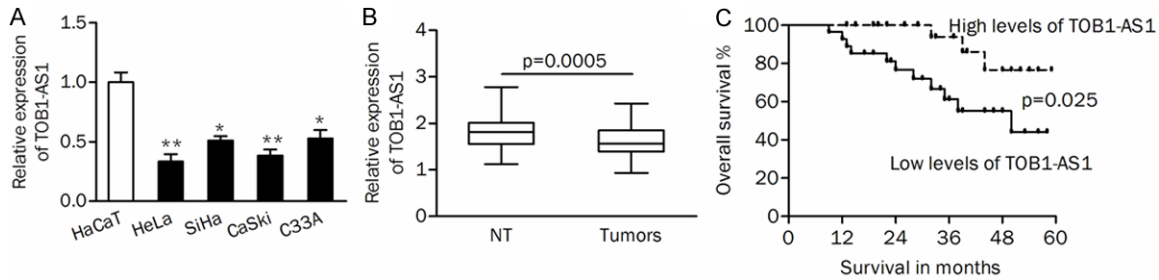 A
Relative expression
of TOB1-AS1
1.5
1.0
0.5
0.0
**
*
**
*
HaCaT
HeLa
SiHa
CaSki
C33A
B
Relative expression
of TOB1-AS1
4
3
2
1
0
p=0.0005
NT
Tumors
C
Overall survival %
100
80
60
40
20
0
High levels of TOB1-AS1
p=0.025
Low levels of TOB1-AS1
0
12
24
36
48
60
Survival in months